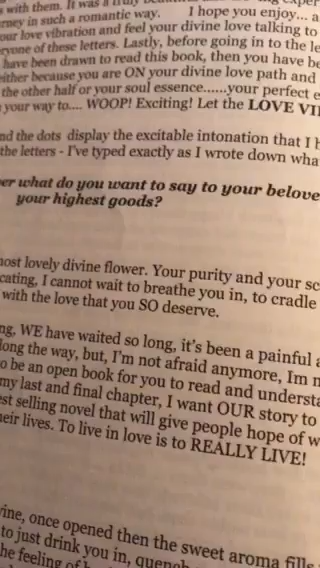 with them. It was a truly
rney in such a romantic way. I hope you enjoy... a
our love vibration and feel your divine love talking to
ryone of these letters. Lastly, before going in to the le
have been drawn to read this book, then you have be
either because you are ON your divine love path and
the other half or your soul essence......your perfect e
your way to.... WOOP! Exciting! Let the LOVE VI
nd the dots display the excitable intonation that I h
the letters - I've typed exactly as I wrote down wha
er what do you want to say to your belove
your highest goods?
most lovely divine flower. Your purity and your sc
cating, I cannot wait to breathe you in, to cradle
with the love that you SO deserve.
ng, WE have waited so long, it's been a painful
long the way, but, I'm not afraid anymore, Im n
o be an open book for you to read and understa
my last and final chapter, I want OUR story to
est selling novel that will give people hope of w
heir lives. To live in love is to REALLY LIVE!
vine, once opened then the sweet aroma fills
to just drink you in, quench
he feeling of